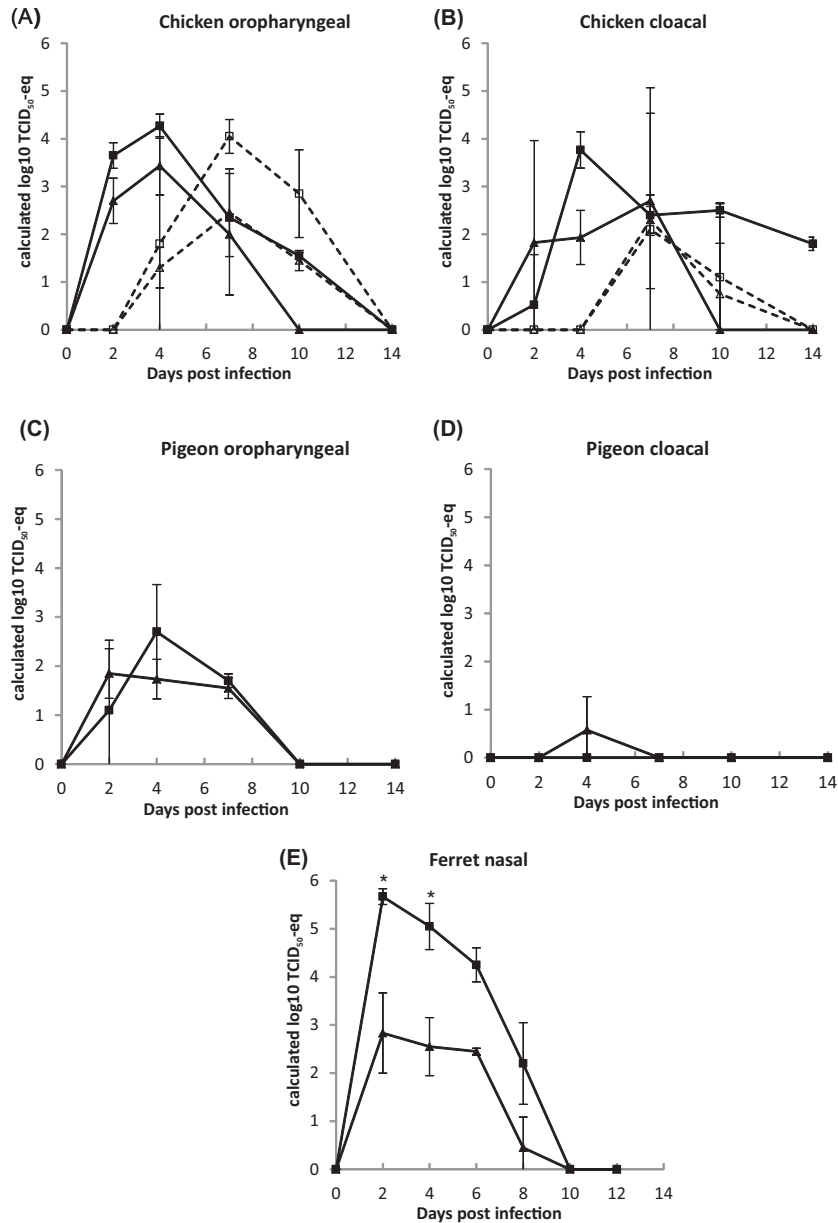 (A)
Chicken oropharyngeal
calculated log10 TCID50-eq
6
5
4
3
2
1
0
0 2 4 6 8 10 12 14
Days post infection
(B)
Chicken cloacal
calculated log10 TCID50-eq
6
5
4
3
2
1
0
0 2 4 6 8 10 12 14
Days post infection
(C)
Pigeon oropharyngeal
calculated log10 TCID50-eq
6
5
4
3
2
1
0
0 2 4 6 8 10 12 14
Days post infection
(D)
Pigeon cloacal
calculated log10 TCID50-eq
6
5
4
3
2
1
0
0 2 4 6 8 10 12 14
Days post infection
(E)
Ferret nasal
calculated log10 TCID50-eq
6
5
4
3
2
1
0
* *
0 2 4 6 8 10 12 14
Days post infection